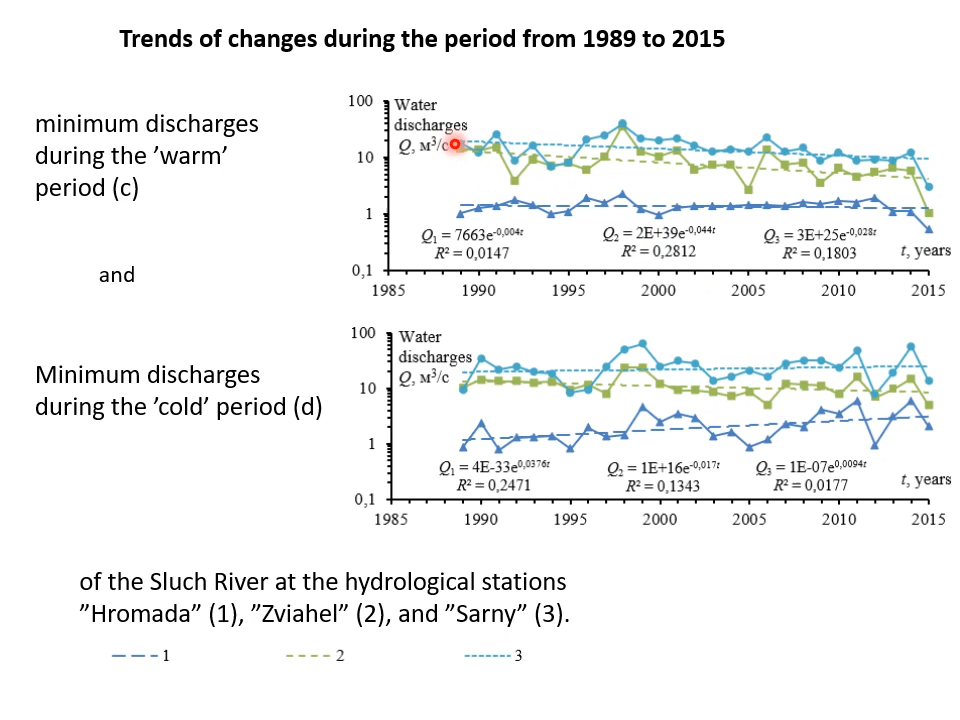 Trends of changes during the period from 1989 to 2015
minimum discharges
during the ’warm’
period (c)
and
Minimum discharges
during the ’cold’ period (d)
100
10
1
0,1
Water
discharges
Q, м³/с
Q₁ = 7663e⁻⁰,⁰⁰⁴ᵗ
R² = 0,0147
Q₂ = 2E+39e⁻⁰,⁰⁴⁴ᵗ
R² = 0,2812
Q₃ = 3E+25e⁻⁰,⁰²⁸ᵗ
R² = 0,1803
t, years
1985 1990 1995 2000 2005 2010 2015
100
10
1
0,1
Water
discharges
Q, м³/с
Q₁ = 4E-33e⁰,⁰³⁷⁶ᵗ
R² = 0,2471
Q₂ = 1E+16e⁻⁰,⁰¹⁷ᵗ
R² = 0,1343
Q₃ = 1E-07e⁰,⁰⁰⁹⁴ᵗ
R² = 0,0177
t, years
1985 1990 1995 2000 2005 2010 2015
of the Sluch River at the hydrological stations
”Hromada” (1), ”Zviahel” (2), and ”Sarny” (3).
1 2 3